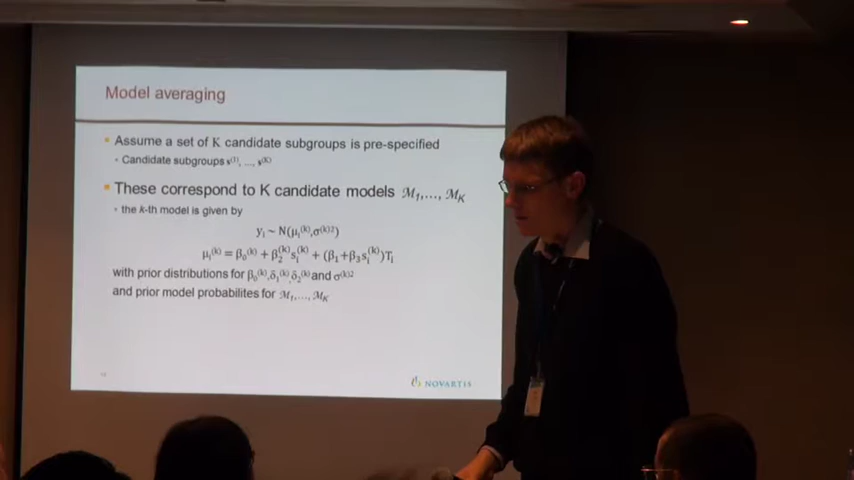 Model averaging
Assume a set of K candidate subgroups is pre-specified
Candidate subgroups s⁽¹⁾, ..., s⁽ᴷ⁾
These correspond to K candidate models ℳ₁,..., ℳ_K
the k-th model is given by
yᵢ ~ N(μᵢ⁽ᵏ⁾,σ⁽ᵏ⁾²)
μᵢ⁽ᵏ⁾ = β₀⁽ᵏ⁾ + β₂⁽ᵏ⁾sᵢ⁽ᵏ⁾ + (β₁+β₃sᵢ⁽ᵏ⁾)Tᵢ
with prior distributions for β₀⁽ᵏ⁾,δ₁⁽ᵏ⁾,δ₂⁽ᵏ⁾ and σ⁽ᵏ⁾²
and prior model probabilites for ℳ₁,..., ℳ_K
NOVARTIS